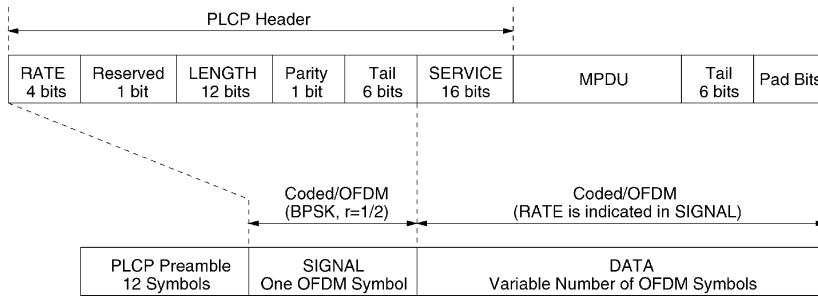 PLCP Header
RATE
4 bits
Reserved
1 bit
LENGTH
12 bits
Parity
1 bit
Tail
6 bits
SERVICE
16 bits
MPDU
Tail
6 bits
Pad Bits
Coded/OFDM
(BPSK, r=1/2)
Coded/OFDM
(RATE is indicated in SIGNAL)
PLCP Preamble
12 Symbols
SIGNAL
One OFDM Symbol
DATA
Variable Number of OFDM Symbols